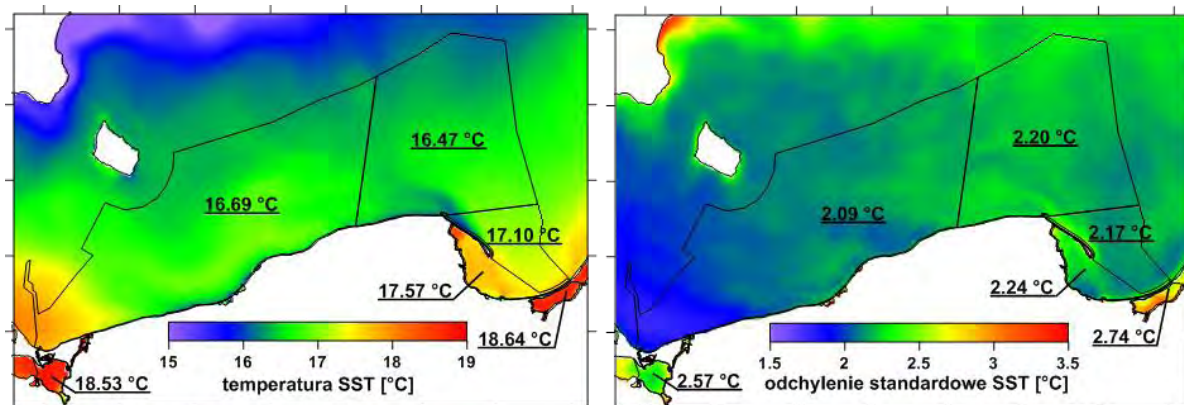 16.47 °C
16.69 °C
17.10 °C
17.57 °C
18.64 °C
18.53 °C
15 16 17 18 19
temperatura SST [°C]
2.20 °C
2.09 °C
2.17 °C
2.24 °C
2.74 °C
2.57 °C
1.5 2 2.5 3 3.5
odchylenie standardowe SST [°C]